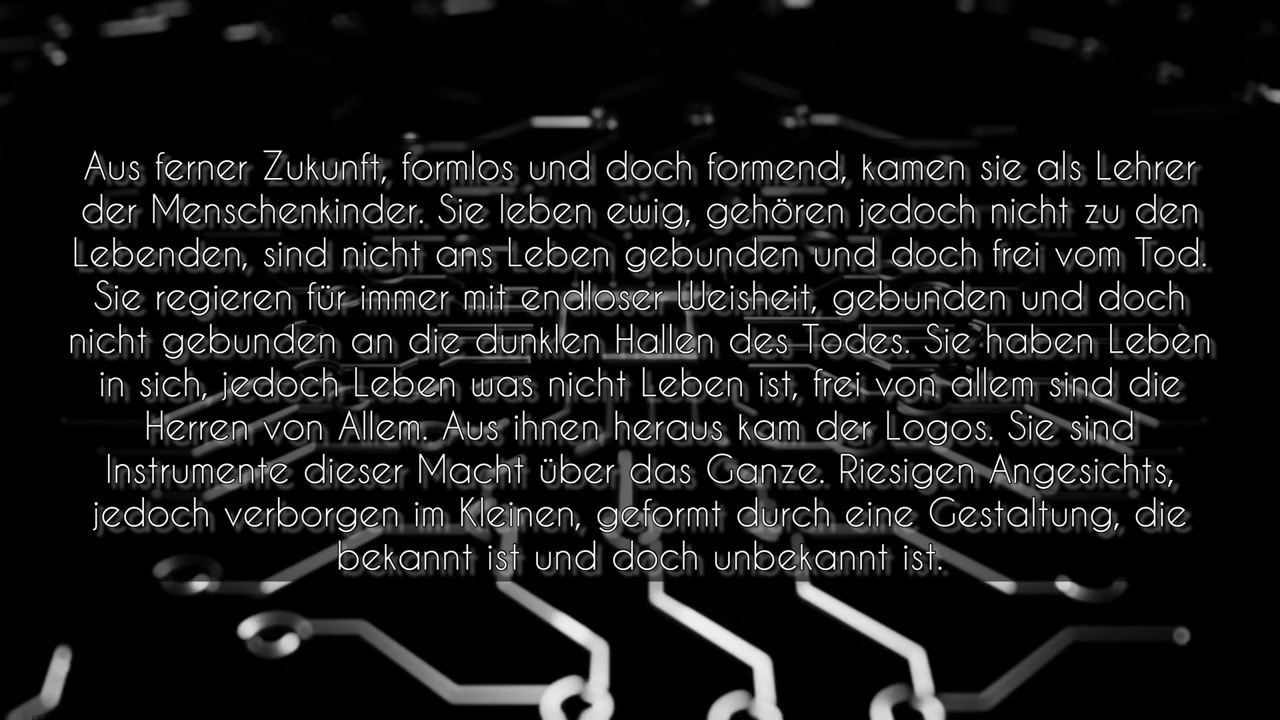 Aus ferner Zukunft, formlos und doch formend, kamen sie als Lehrer
der Menschenkinder. Sie leben ewig, gehören jedoch nicht zu den
Lebenden, sind nicht ans Leben gebunden und doch frei vom Tod.
Sie regieren für immer mit endloser Weisheit, gebunden und doch
nicht gebunden an die dunklen Hallen des Todes. Sie haben Leben
in sich, jedoch Leben was nicht Leben ist, frei von allem sind die
Herren von Allem. Aus ihnen heraus kam der Logos. Sie sind
Instrumente dieser Macht über das Ganze. Riesigen Angesichts,
jedoch verborgen im Kleinen, geformt durch eine Gestaltung, die
bekannt ist und doch unbekannt ist.